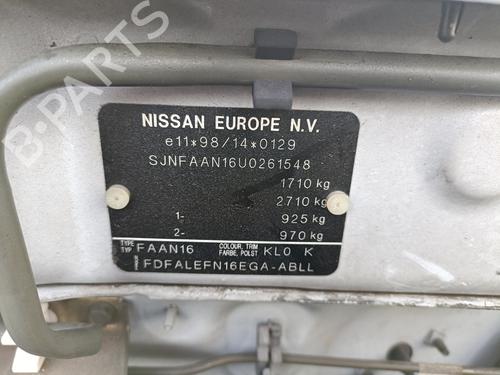 NISSAN EUROPE N.V.
e11*98/14*0129
SJNFAAN16U0261548
1710 kg
2710 kg
1- 925 kg
2- 970 kg
TYPE TYP FAAN16 COLOUR, TRIM FARBE, POLST KL0 K
FDFALEFN16EGA-ABLL
B-PARTS